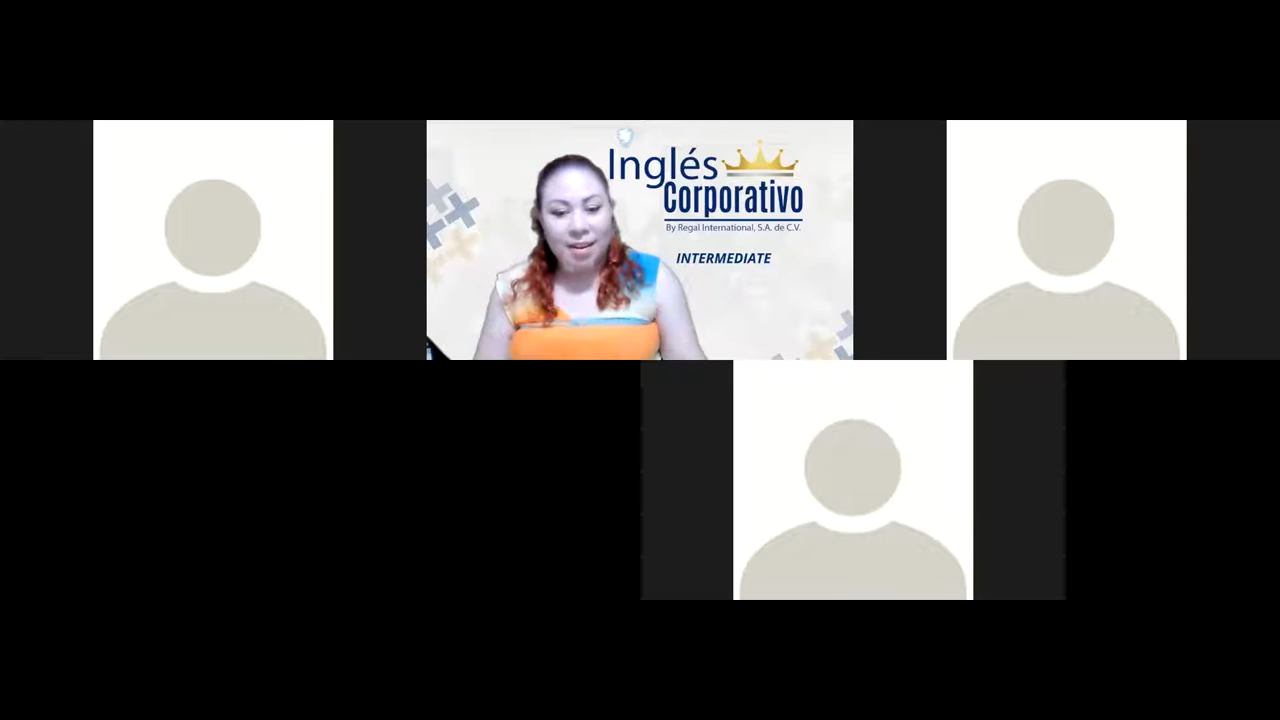 Inglés
Corporativo
By Regal International, S.A. de C.V.
INTERMEDIATE